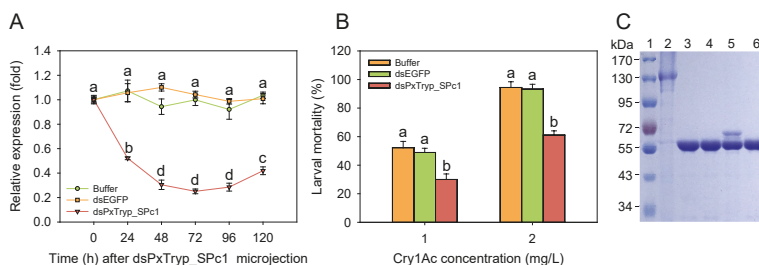 A
Relative expression (fold)
1.4
1.2
1.0
0.8
0.6
0.4
0.2
0.0
a a a a a a
b d d d c
Buffer
dsEGFP
dsPxTryp_SPc1
0 24 48 72 96 120
Time (h) after dsPxTryp_SPc1 microjection
B
Larval mortality (%)
120
100
80
60
40
20
0
Buffer
dsEGFP
dsPxTryp_SPc1
a a b
a a b
1 2
Cry1Ac concentration (mg/L)
C
kDa 1 2 3 4 5 6
170
130
95
72
55
43
34